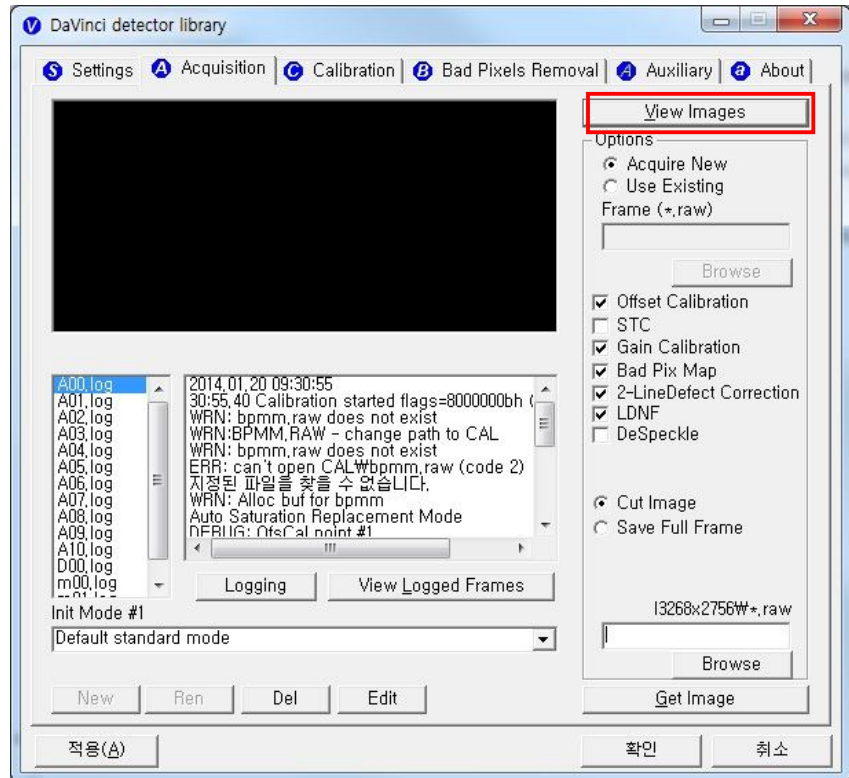 DaVinci detector library
Settings Acquisition Calibration Bad Pixels Removal Auxiliary About
View Images
Options
Acquire New
Use Existing
Frame (*,raw)
Browse
Offset Calibration
STC
Gain Calibration
Bad Pix Map
2-LineDefect Correction
LDNF
DeSpeckle
Cut Image
Save Full Frame
I3268x2756₩*,raw
Browse
Get Image
A00,log
A01,log
A02,log
A03,log
A04,log
A05,log
A06,log
A07,log
A08,log
A09,log
A10,log
D00,log
m00,log
2014,01,20 09:30:55
30:55,40 Calibration started flags=8000000bh (
WRN: bpmm,raw does not exist
WRN:BPMM,RAW - change path to CAL
WRN: bpmm,raw does not exist
ERR: can't open CAL₩bpmm,raw (code 2)
지정된 파일을 찾을 수 없습니다,
WRN: Alloc buf for bpmm
Auto Saturation Replacement Mode
DEBUG: OfsCal point #1
Logging View Logged Frames
Init Mode #1
Default standard mode
New Ren Del Edit
적용(A) 확인 취소